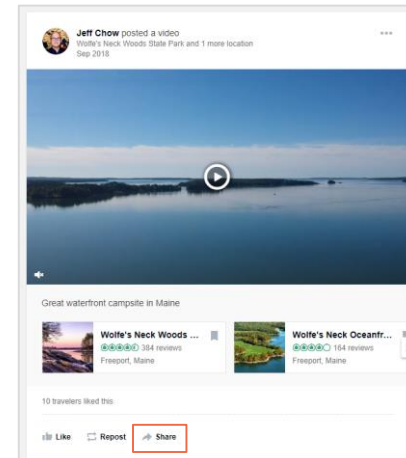 Jeff Chow posted a video
Wolfe's Neck Woods State Park and 1 more location
Sep 2018
Great waterfront campsite in Maine
Wolfe's Neck Woods ...
384 reviews
Freeport, Maine
Wolfe's Neck Oceanfr...
164 reviews
Freeport, Maine
10 travelers liked this
Like Repost Share